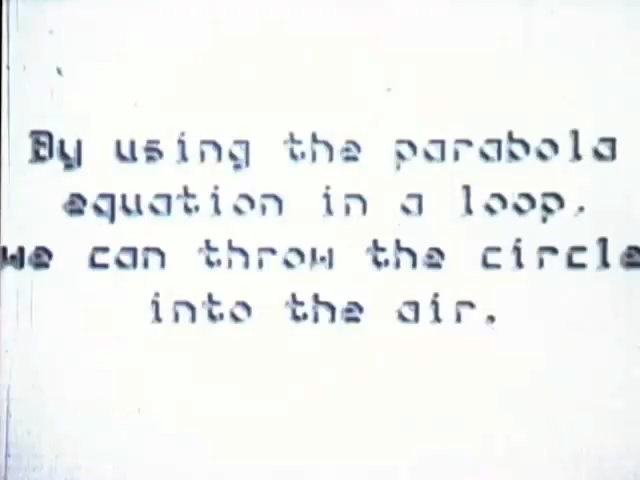 By using the parabola
equation in a loop,
we can throw the circle
into the air.